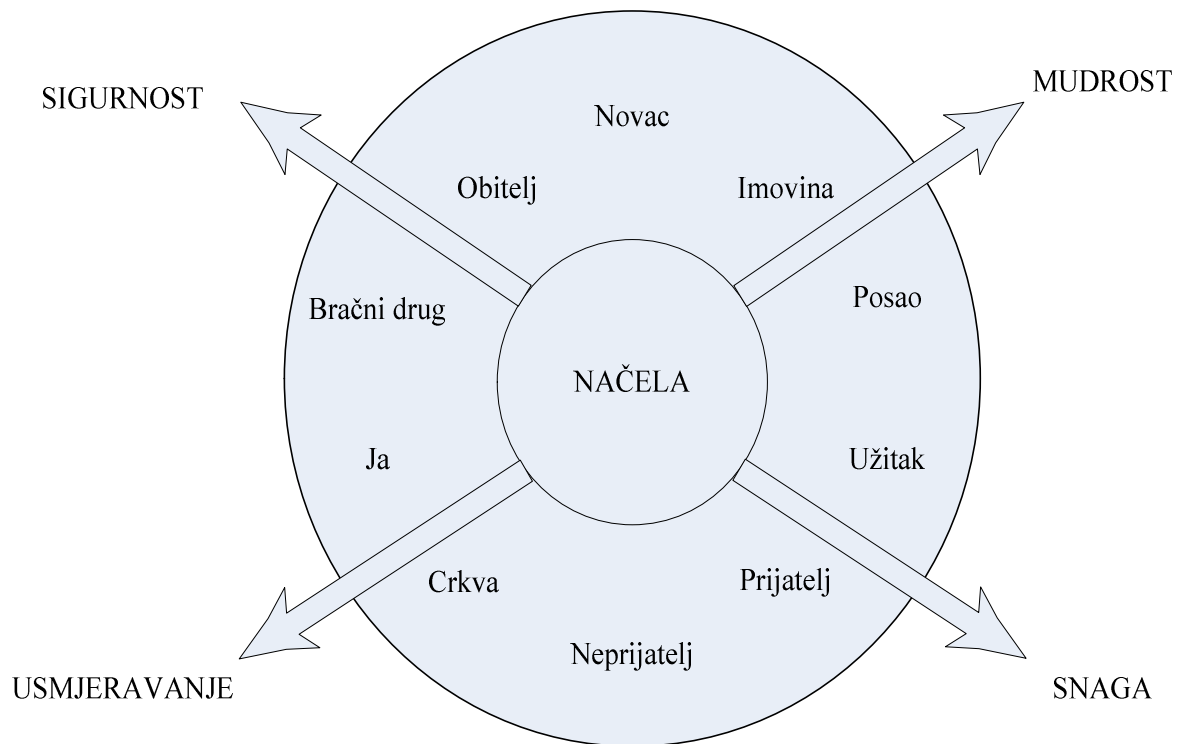 MUDROST
SIGURNOST
Novac
Obitelj
Imovina
Posao
Bračni drug
NAČELA
Ja
Užitak
Crkva
Prijatelj
Neprijatelj
USMJERAVANJE
SNAGA